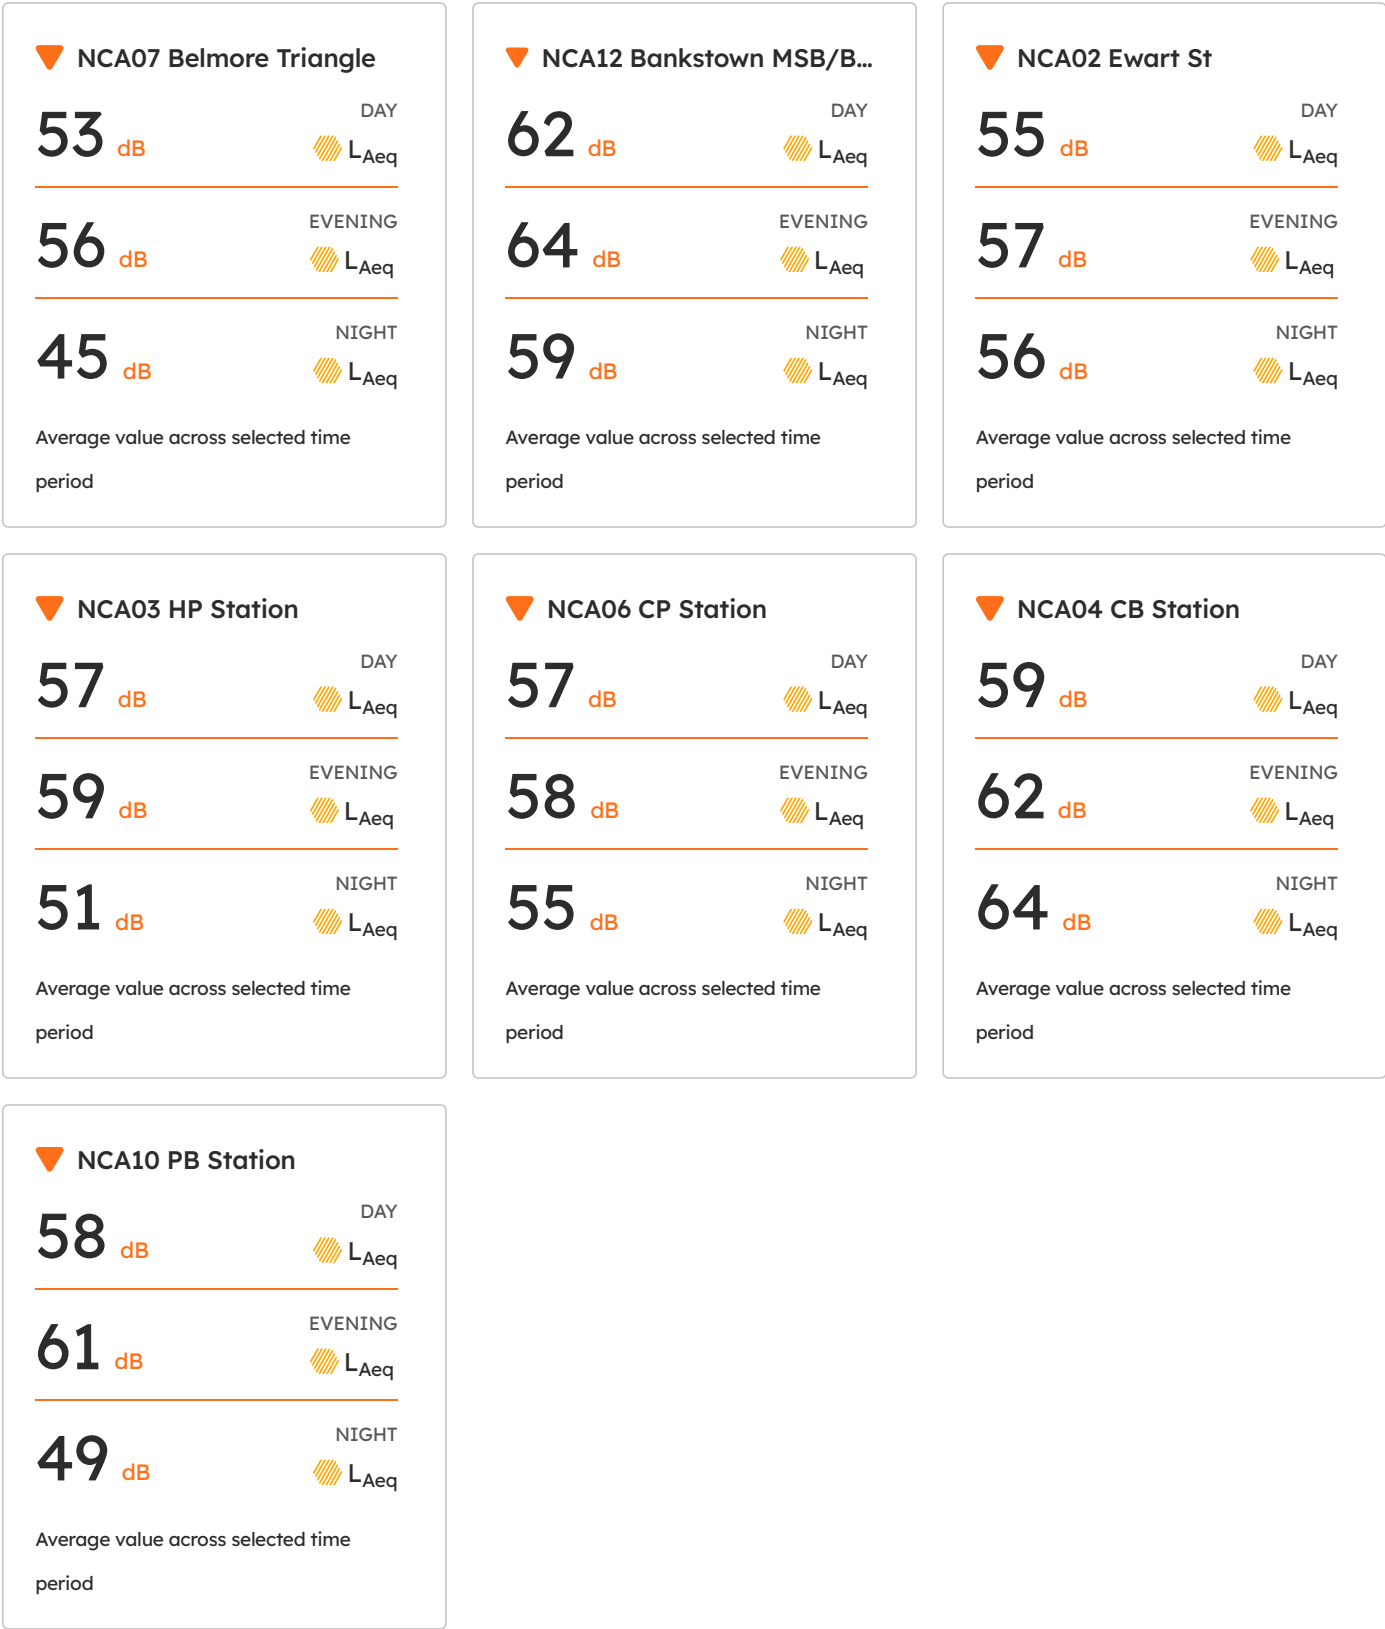 NCA07 Belmore Triangle
DAY
53 dB LAeq
EVENING
56 dB LAeq
NIGHT
45 dB LAeq
Average value across selected time
period
NCA12 Bankstown MSB/B...
DAY
62 dB LAeq
EVENING
64 dB LAeq
NIGHT
59 dB LAeq
Average value across selected time
period
NCA02 Ewart St
DAY
55 dB LAeq
EVENING
57 dB LAeq
NIGHT
56 dB LAeq
Average value across selected time
period
NCA03 HP Station
DAY
57 dB LAeq
EVENING
59 dB LAeq
NIGHT
51 dB LAeq
Average value across selected time
period
NCA06 CP Station
DAY
57 dB LAeq
EVENING
58 dB LAeq
NIGHT
55 dB LAeq
Average value across selected time
period
NCA04 CB Station
DAY
59 dB LAeq
EVENING
62 dB LAeq
NIGHT
64 dB LAeq
Average value across selected time
period
NCA10 PB Station
DAY
58 dB LAeq
EVENING
61 dB LAeq
NIGHT
49 dB LAeq
Average value across selected time
period